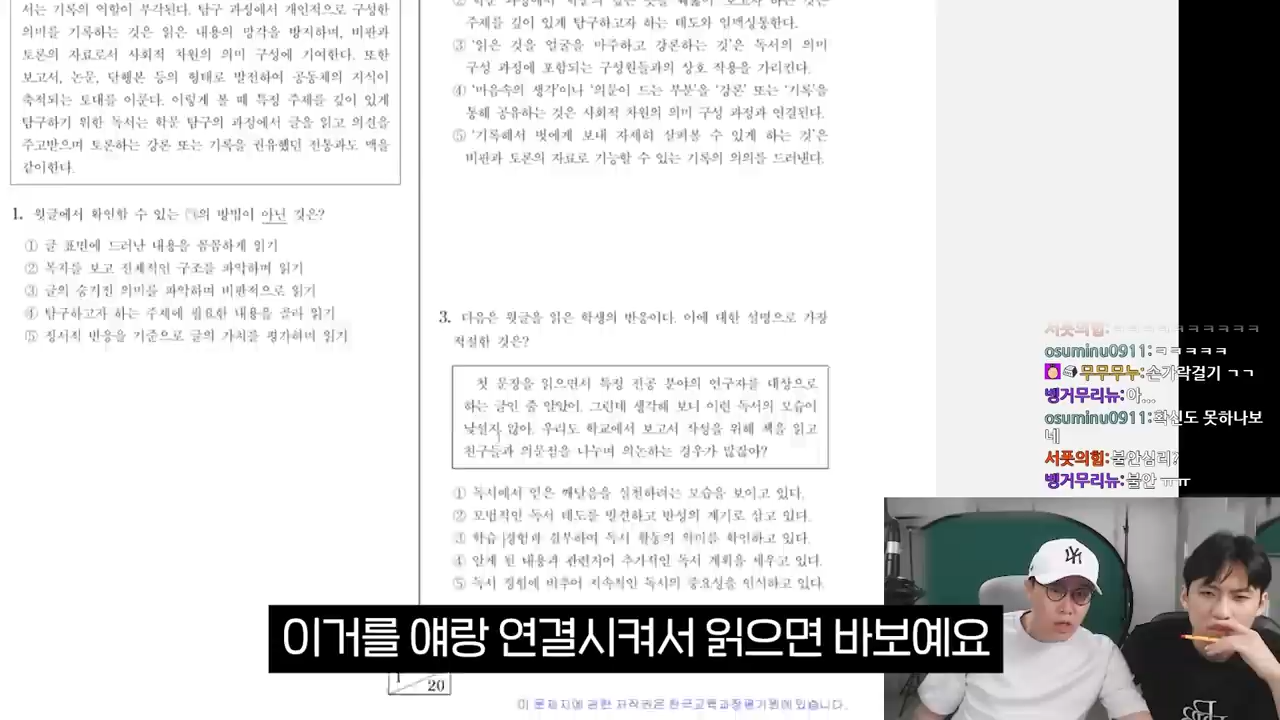 서는 기록의 역할이 부각된다. 탐구 과정에서 개인적으로 구성한
의미를 기록하는 것은 읽은 내용의 망각을 방지하며, 비판과
토론의 자료로서 사회적 차원의 의미 구성에 기여한다. 또한
보고서, 논문, 단행본 등의 형태로 발전하여 공동체의 지식이
축적되는 토대를 이룬다. 이렇게 볼 때 특정 주제를 깊이 있게
탐구하기 위한 독서는 학문 탐구의 과정에서 글을 읽고 의견을
주고받으며 토론하는 강론 또는 기록을 권유했던 전통과도 맥을
같이한다.
1. 윗글에서 확인할 수 있는 의 방법이 아닌 것은?
① 글 표면에 드러난 내용을 꼼꼼하게 읽기
② 목차를 보고 전체적인 구조를 파악하며 읽기
③ 글의 숨겨진 의미를 파악하며 비판적으로 읽기
④ 탐구하고자 하는 주제에 필요한 내용을 골라 읽기
⑤ 정서적 반응을 기준으로 글의 가치를 평가하며 읽기
주제를 깊이 있게 탐구하고자 하는 태도와 일맥상통한다.
③ ‘읽은 것을 얼굴을 마주하고 강론하는 것’은 독서의 의미
구성 과정에 포함되는 구성원들과의 상호 작용을 가리킨다.
④ ‘마음속의 생각’이나 ‘의문이 드는 부분’을 ‘강론’ 또는 ‘기록’을
통해 공유하는 것은 사회적 차원의 의미 구성 과정과 연결된다.
⑤ ‘기록해서 벗에게 보내 자세히 살펴볼 수 있게 하는 것’은
비판과 토론의 자료로 기능할 수 있는 기록의 의의를 드러낸다.
3. 다음은 윗글을 읽은 학생의 반응이다. 이에 대한 설명으로 가장
적절한 것은?
첫 문장을 읽으면서 특정 전공 분야의 연구자를 대상으로
하는 글인 줄 알았어. 그런데 생각해 보니 이런 독서의 모습이
낯설지 않아. 우리도 학교에서 보고서 작성을 위해 책을 읽고
친구들과 의문점을 나누며 의논하는 경우가 많잖아?
① 독서에서 얻은 깨달음을 실천하려는 모습을 보이고 있다.
② 모범적인 독서 태도를 발견하고 반성의 계기로 삼고 있다.
③ 학습 경험과 결부하여 독서 활동의 의미를 확인하고 있다.
④ 알게 된 내용과 관련지어 추가적인 독서 계획을 세우고 있다.
⑤ 독서 경험에 비추어 지속적인 독서의 중요성을 인식하고 있다.
1
20
이 문제지에 관한 저작권은 한국교육과정평가원에 있습니다.
서폿의힘: ㅋㅋㅋㅋㅋㅋㅋㅋㅋㅋㅋㅋ
osuminu0911: ㅋㅋㅋㅋㅋ
무무무누: 손가락걸기 ㄱㄱ
벵거무리뉴: 아...
osuminu0911: 확신도 못하나보
네
서폿의힘: 불안심리?
벵거무리뉴: 불안 ㅠㅠ
이거를 얘랑 연결시켜서 읽으면 바보예요